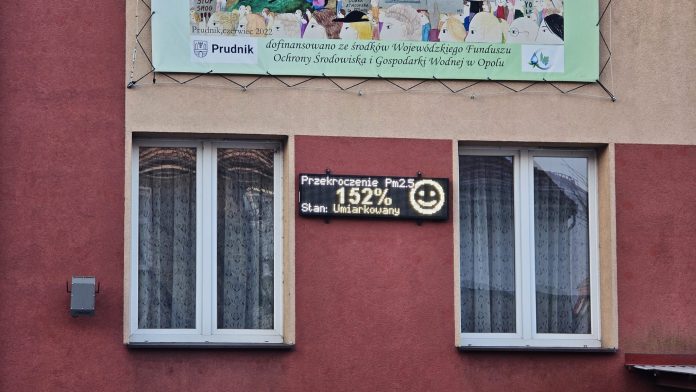 STOP
Prudnik, czerwiec 2022
Prudnik
dofinansowano ze środków Wojewódzkiego Funduszu
Ochrony Środowiska i Gospodarki Wodnej w Opolu
Przekroczenie Pm2.5
152%
Stan: Umiarkowany